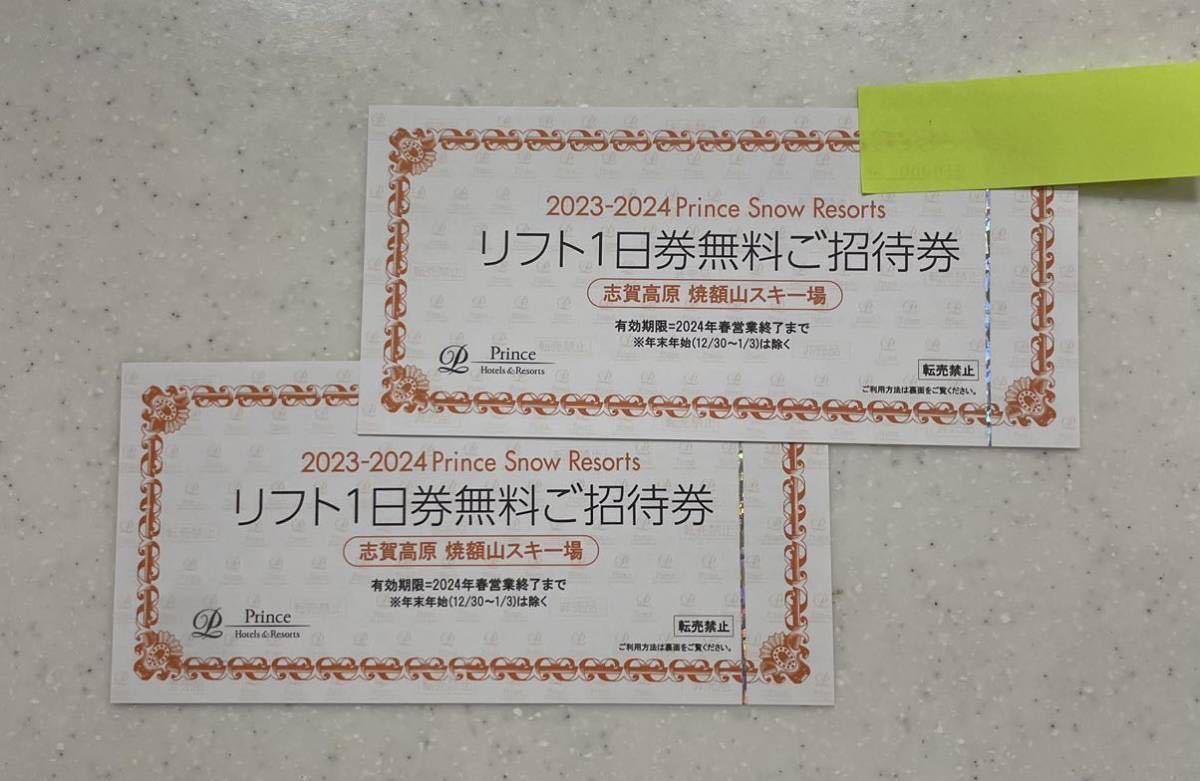 2023-2024 Prince Snow Resorts
リフト1日券無料ご招待券
志賀高原 焼額山スキー場
有効期限=2024年春営業終了まで
※年末年始(12/30～1/3)は除く
Prince
Hotels & Resorts
転売禁止
ご利用方法は裏面をご覧ください。
2023-2024 Prince Snow Resorts
リフト1日券無料ご招待券
志賀高原 焼額山スキー場
有効期限=2024年春営業終了まで
※年末年始(12/30～1/3)は除く
Prince
Hotels & Resorts
転売禁止
ご利用方法は裏面をご覧ください。